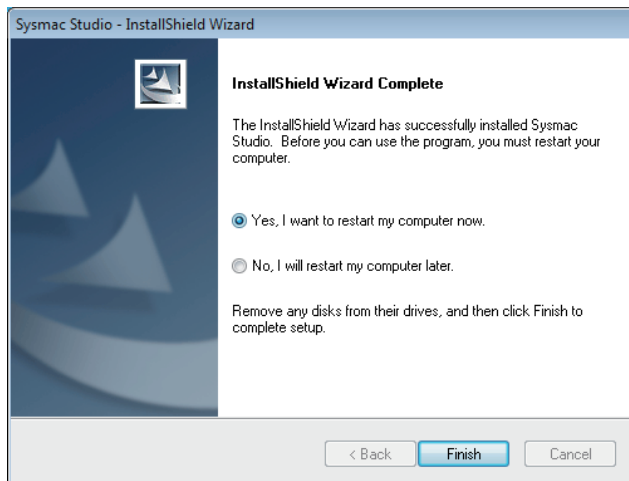 Sysmac Studio - InstallShield Wizard
InstallShield Wizard Complete
The InstallShield Wizard has successfully installed Sysmac
Studio. Before you can use the program, you must restart your
computer.
Yes, I want to restart my computer now.
No, I will restart my computer later.
Remove any disks from their drives, and then click Finish to
complete setup.
< Back Finish Cancel